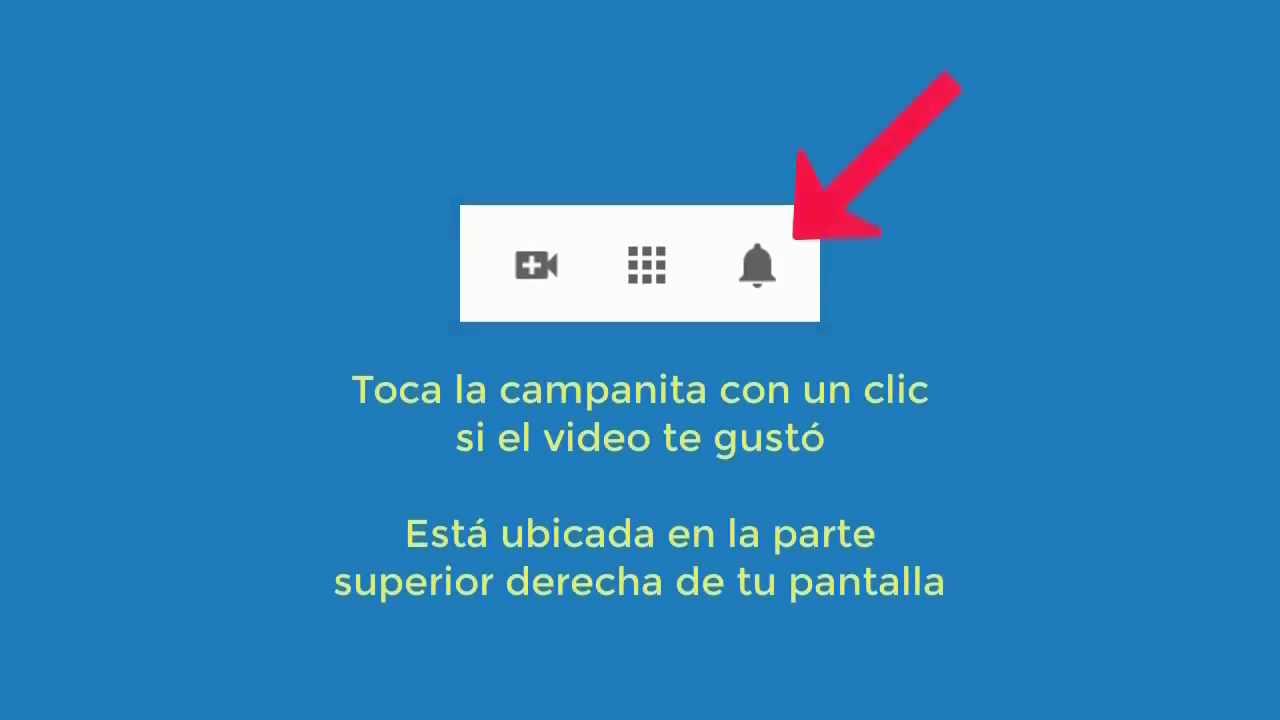 Toca la campanita con un clic
si el video te gustó
Está ubicada en la parte
superior derecha de tu pantalla